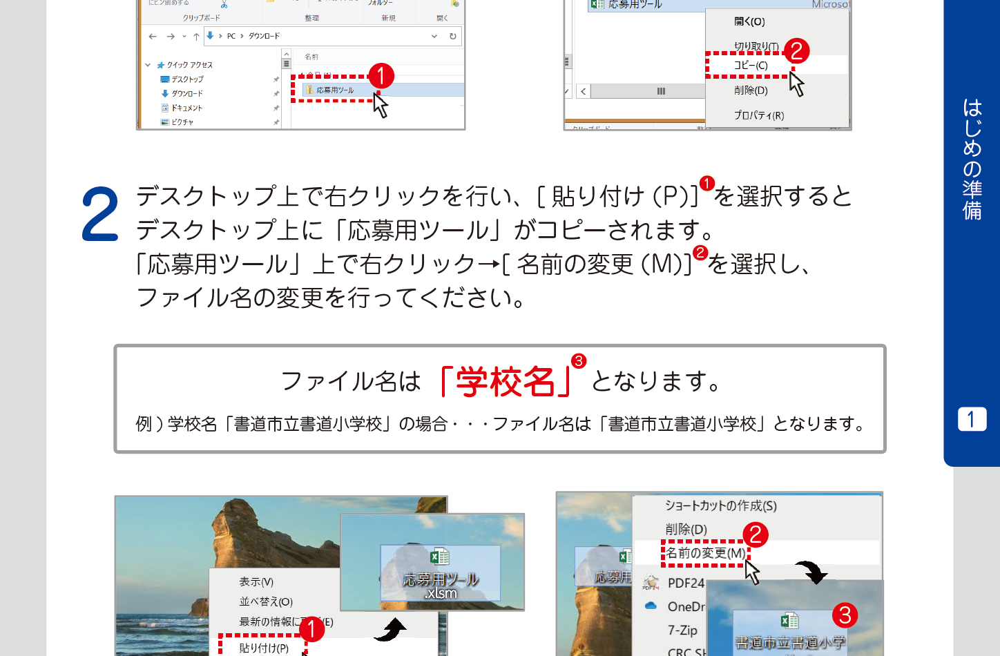 にピン留めする
フォルダー
クリップボード
整理
新規
開く
PC > ダウンロード
名前
クイック アクセス
デスクトップ
ダウンロード
ドキュメント
ピクチャ
今日 (1)
応募用ツール
1
応募用ツール
Microsof
開く(O)
切り取り(T)
2
コピー(C)
削除(D)
プロパティ(R)
はじめの準備
1
2
デスクトップ上で右クリックを行い、[ 貼り付け (P)]❶を選択すると
デスクトップ上に「応募用ツール」がコピーされます。
「応募用ツール」上で右クリック→[ 名前の変更 (M)]❷を選択し、
ファイル名の変更を行ってください。
ファイル名は「学校名」❸となります。
例 ) 学校名「書道市立書道小学校」の場合・・・ファイル名は「書道市立書道小学校」となります。
表示(V)
並べ替え(O)
最新の情報に
(E)
1
貼り付け(P)
応募用ツール
.xlsm
ショートカットの作成(S)
削除(D)
2
名前の変更(M)
応募用
PDF24
OneDr
7-Zip
CRC SH
3
書道市立書道小学